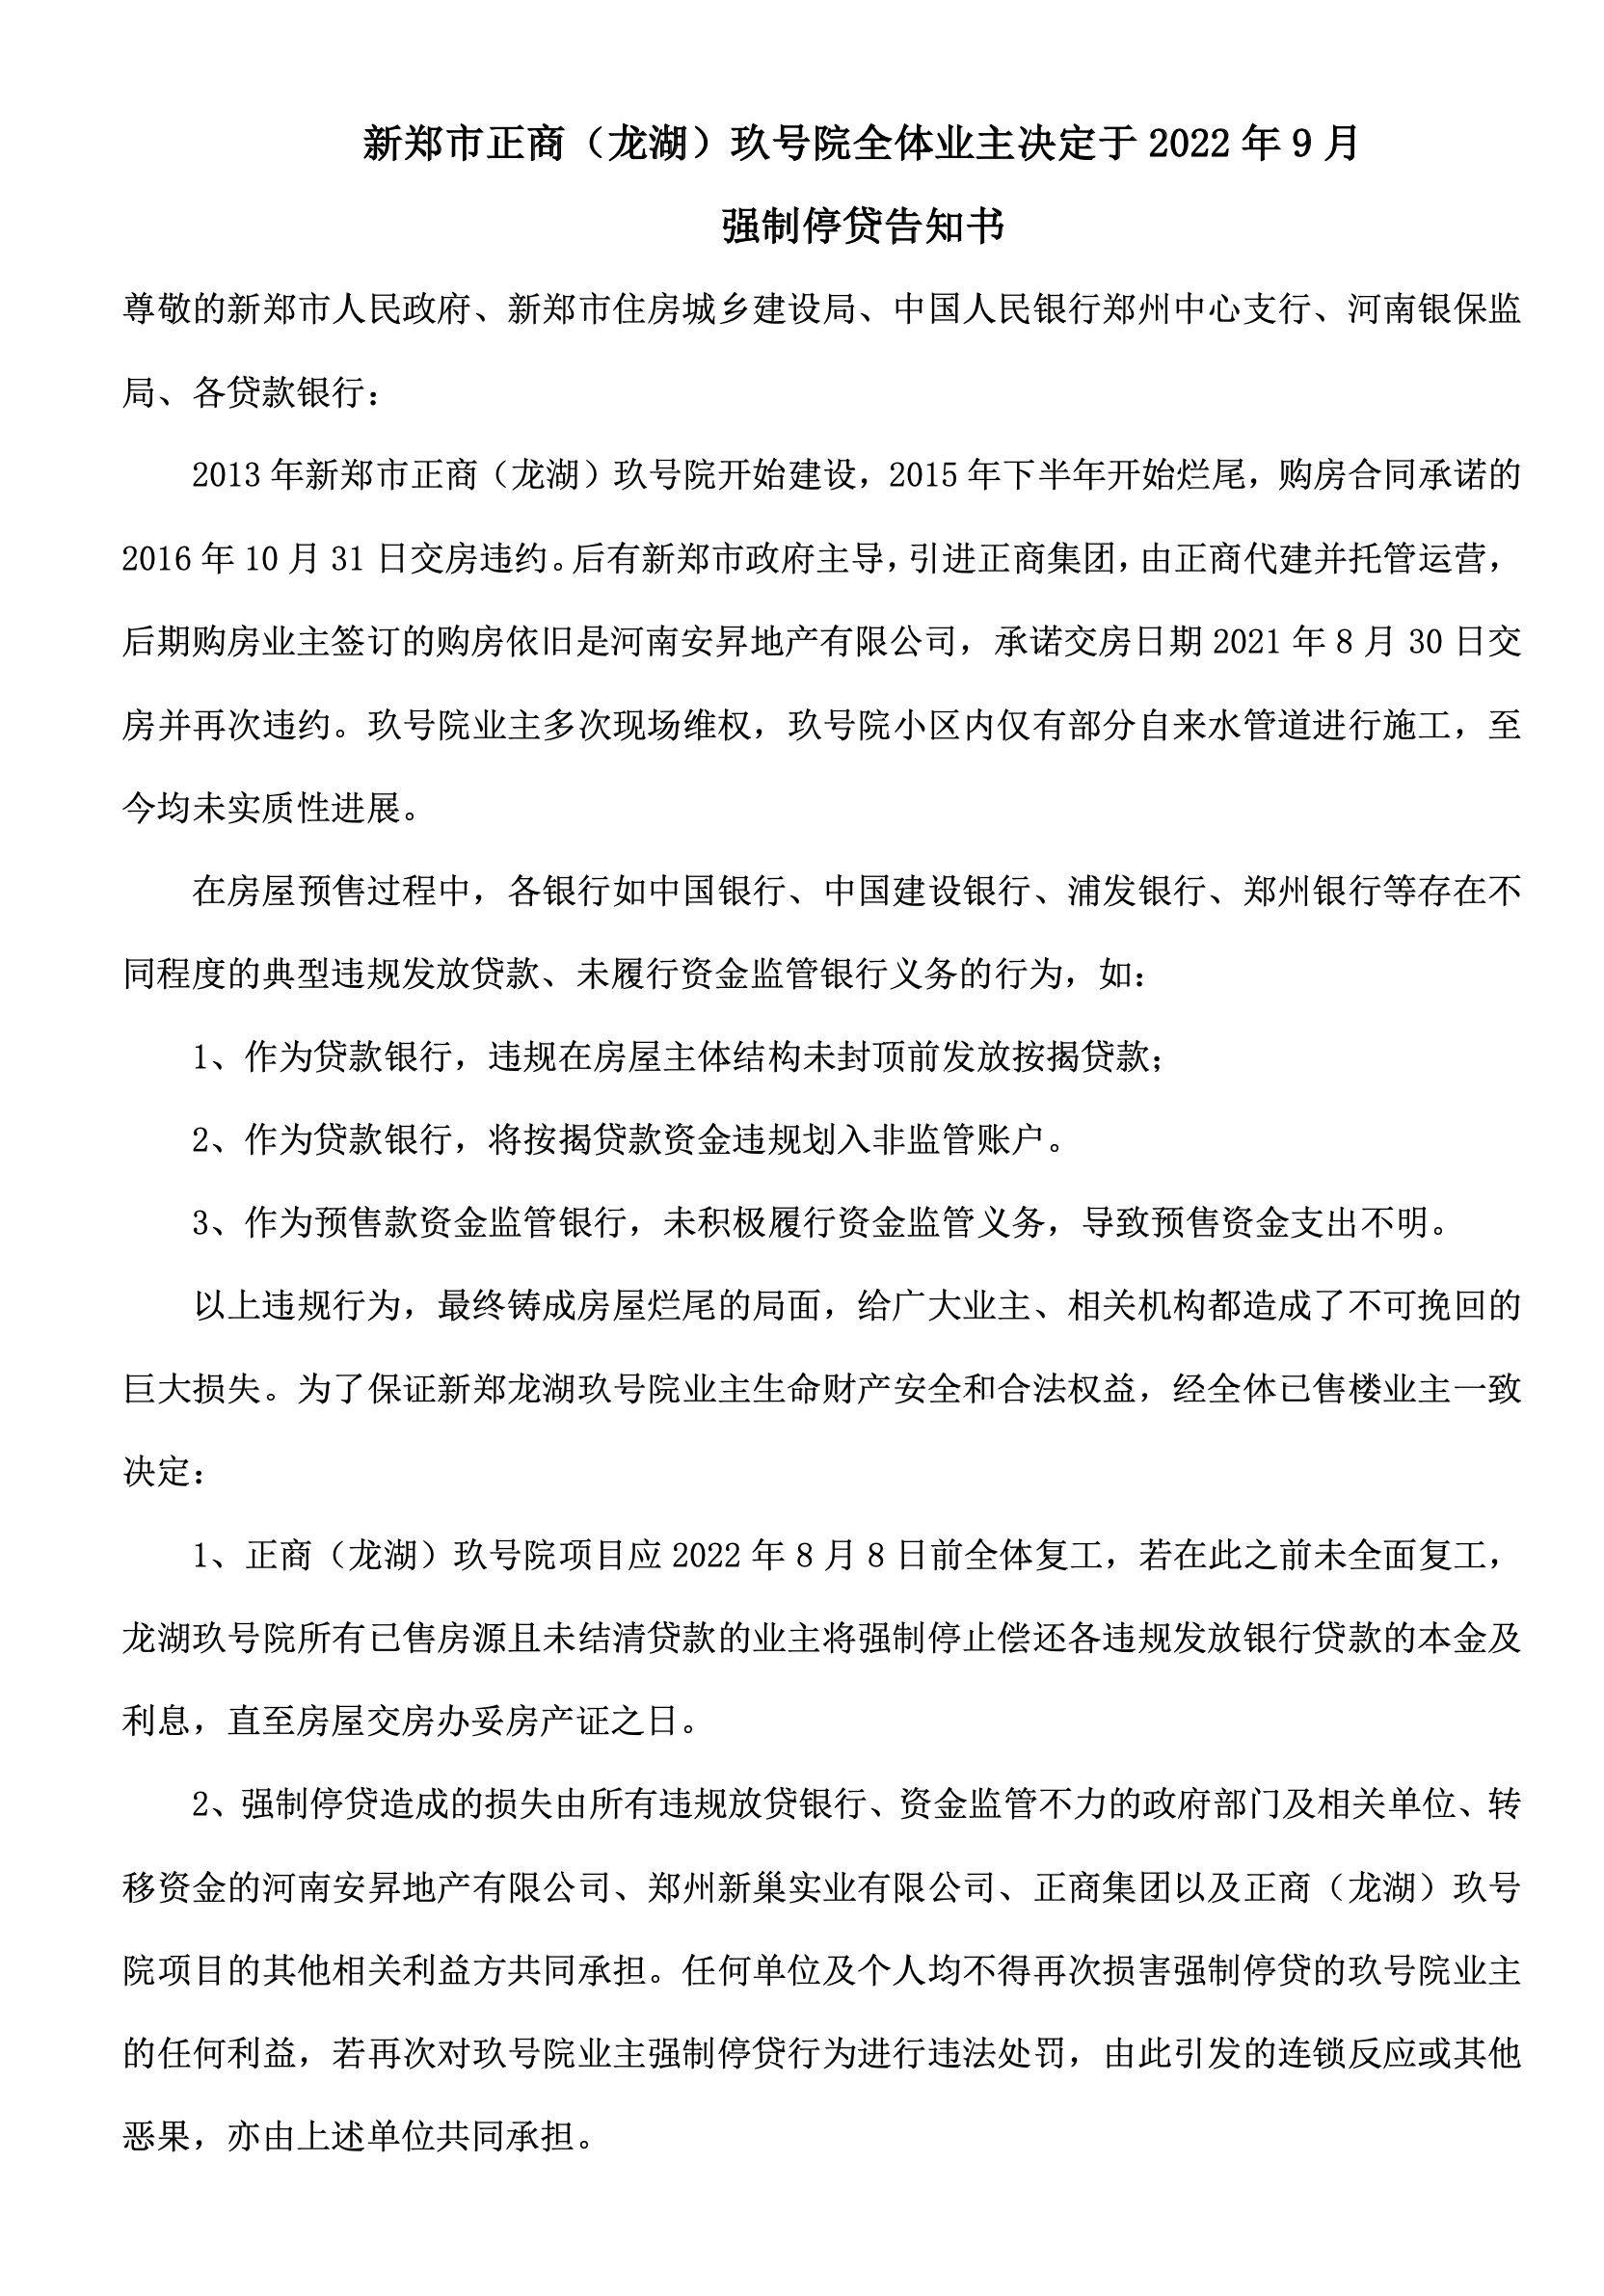 新郑市正商（龙湖）玖号院全体业主决定于 2022 年 9 月
强制停贷告知书
尊敬的新郑市人民政府、新郑市住房城乡建设局、中国人民银行郑州中心支行、河南银保监
局、各贷款银行：
2013 年新郑市正商（龙湖）玖号院开始建设，2015 年下半年开始烂尾，购房合同承诺的
2016 年 10 月 31 日交房违约。后有新郑市政府主导，引进正商集团，由正商代建并托管运营，
后期购房业主签订的购房依旧是河南安昇地产有限公司，承诺交房日期 2021 年 8 月 30 日交
房并再次违约。玖号院业主多次现场维权，玖号院小区内仅有部分自来水管道进行施工，至
今均未实质性进展。
在房屋预售过程中，各银行如中国银行、中国建设银行、浦发银行、郑州银行等存在不
同程度的典型违规发放贷款、未履行资金监管银行义务的行为，如：
1、作为贷款银行，违规在房屋主体结构未封顶前发放按揭贷款；
2、作为贷款银行，将按揭贷款资金违规划入非监管账户。
3、作为预售款资金监管银行，未积极履行资金监管义务，导致预售资金支出不明。
以上违规行为，最终铸成房屋烂尾的局面，给广大业主、相关机构都造成了不可挽回的
巨大损失。为了保证新郑龙湖玖号院业主生命财产安全和合法权益，经全体已售楼业主一致
决定：
1、正商（龙湖）玖号院项目应 2022 年 8 月 8 日前全体复工，若在此之前未全面复工，
龙湖玖号院所有已售房源且未结清贷款的业主将强制停止偿还各违规发放银行贷款的本金及
利息，直至房屋交房办妥房产证之日。
2、强制停贷造成的损失由所有违规放贷银行、资金监管不力的政府部门及相关单位、转
移资金的河南安昇地产有限公司、郑州新巢实业有限公司、正商集团以及正商（龙湖）玖号
院项目的其他相关利益方共同承担。任何单位及个人均不得再次损害强制停贷的玖号院业主
的任何利益，若再次对玖号院业主强制停贷行为进行违法处罚，由此引发的连锁反应或其他
恶果，亦由上述单位共同承担。